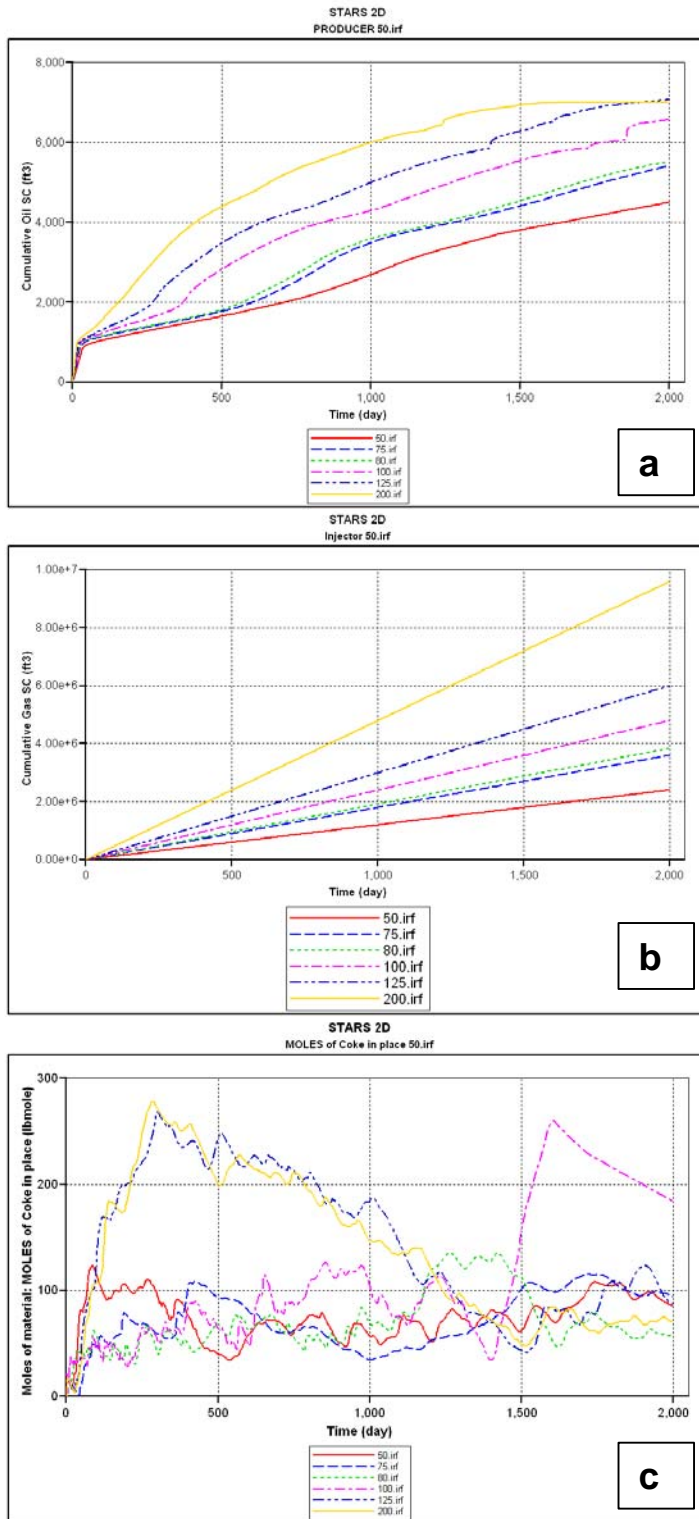 STARS 2D
PRODUCER 50.irf
8,000
6,000
4,000
2,000
0
Cumulative Oil SC (ft3)
0 500 1,000 1,500 2,000
Time (day)
50.irf
75.irf
80.irf
100.irf
125.irf
200.irf
a
STARS 2D
Injector 50.irf
1.00e+7
8.00e+6
6.00e+6
4.00e+6
2.00e+6
0.00e+0
Cumulative Gas SC (ft3)
0 500 1,000 1,500 2,000
Time (day)
50.irf
75.irf
80.irf
100.irf
125.irf
200.irf
b
STARS 2D
MOLES of Coke in place 50.irf
300
200
100
0
Moles of material: MOLES of Coke in place (lbmole)
0 500 1,000 1,500 2,000
Time (day)
50.irf
75.irf
80.irf
100.irf
125.irf
200.irf
c